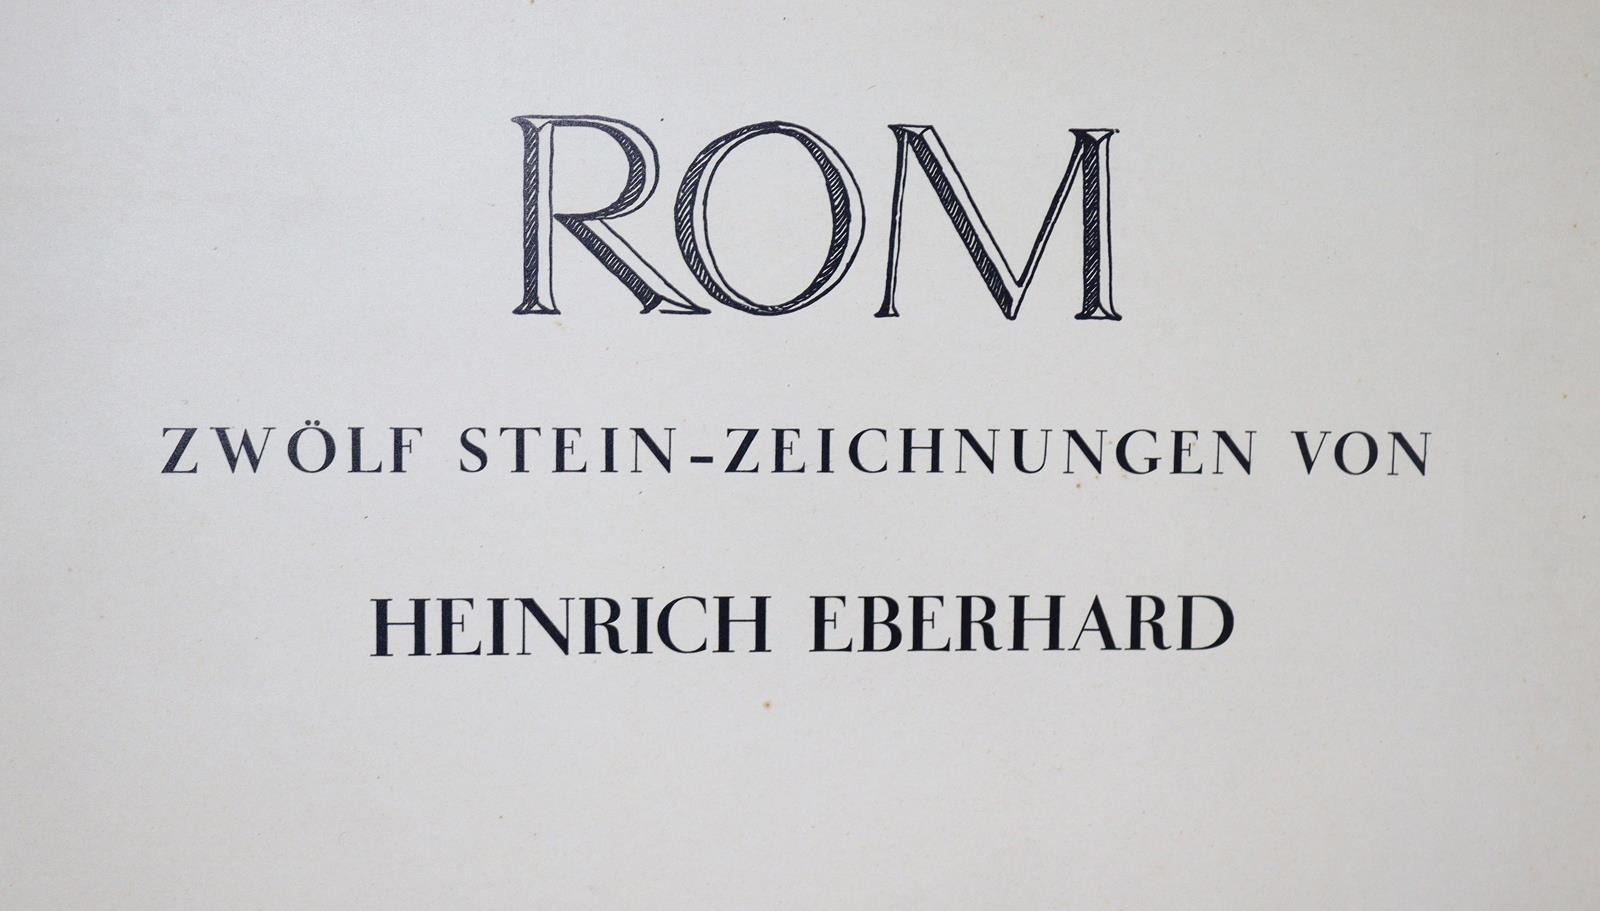 ROM
ZWÖLF STEIN-ZEICHNUNGEN VON
HEINRICH EBERHARD